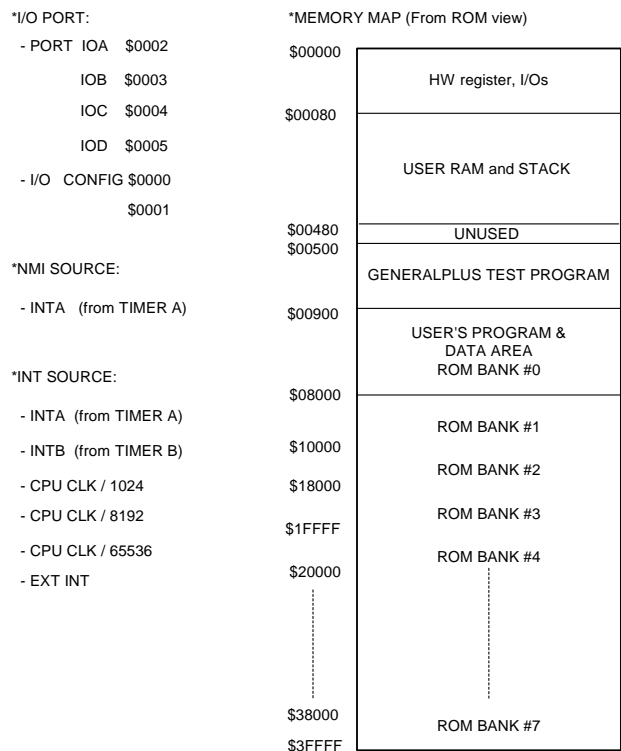 *I/O PORT:
- PORT IOA $0002
IOB $0003
IOC $0004
IOD $0005
- I/O CONFIG $0000
$0001
*NMI SOURCE:
- INTA (from TIMER A)
*INT SOURCE:
- INTA (from TIMER A)
- INTB (from TIMER B)
- CPU CLK / 1024
- CPU CLK / 8192
- CPU CLK / 65536
- EXT INT
*MEMORY MAP (From ROM view)
$00000
HW register, I/Os
$00080
USER RAM and STACK
$00480
UNUSED
$00500
GENERALPLUS TEST PROGRAM
$00900
USER'S PROGRAM &
DATA AREA
ROM BANK #0
$08000
ROM BANK #1
$10000
ROM BANK #2
$18000
ROM BANK #3
$1FFFF
ROM BANK #4
$20000
$38000
ROM BANK #7
$3FFFF